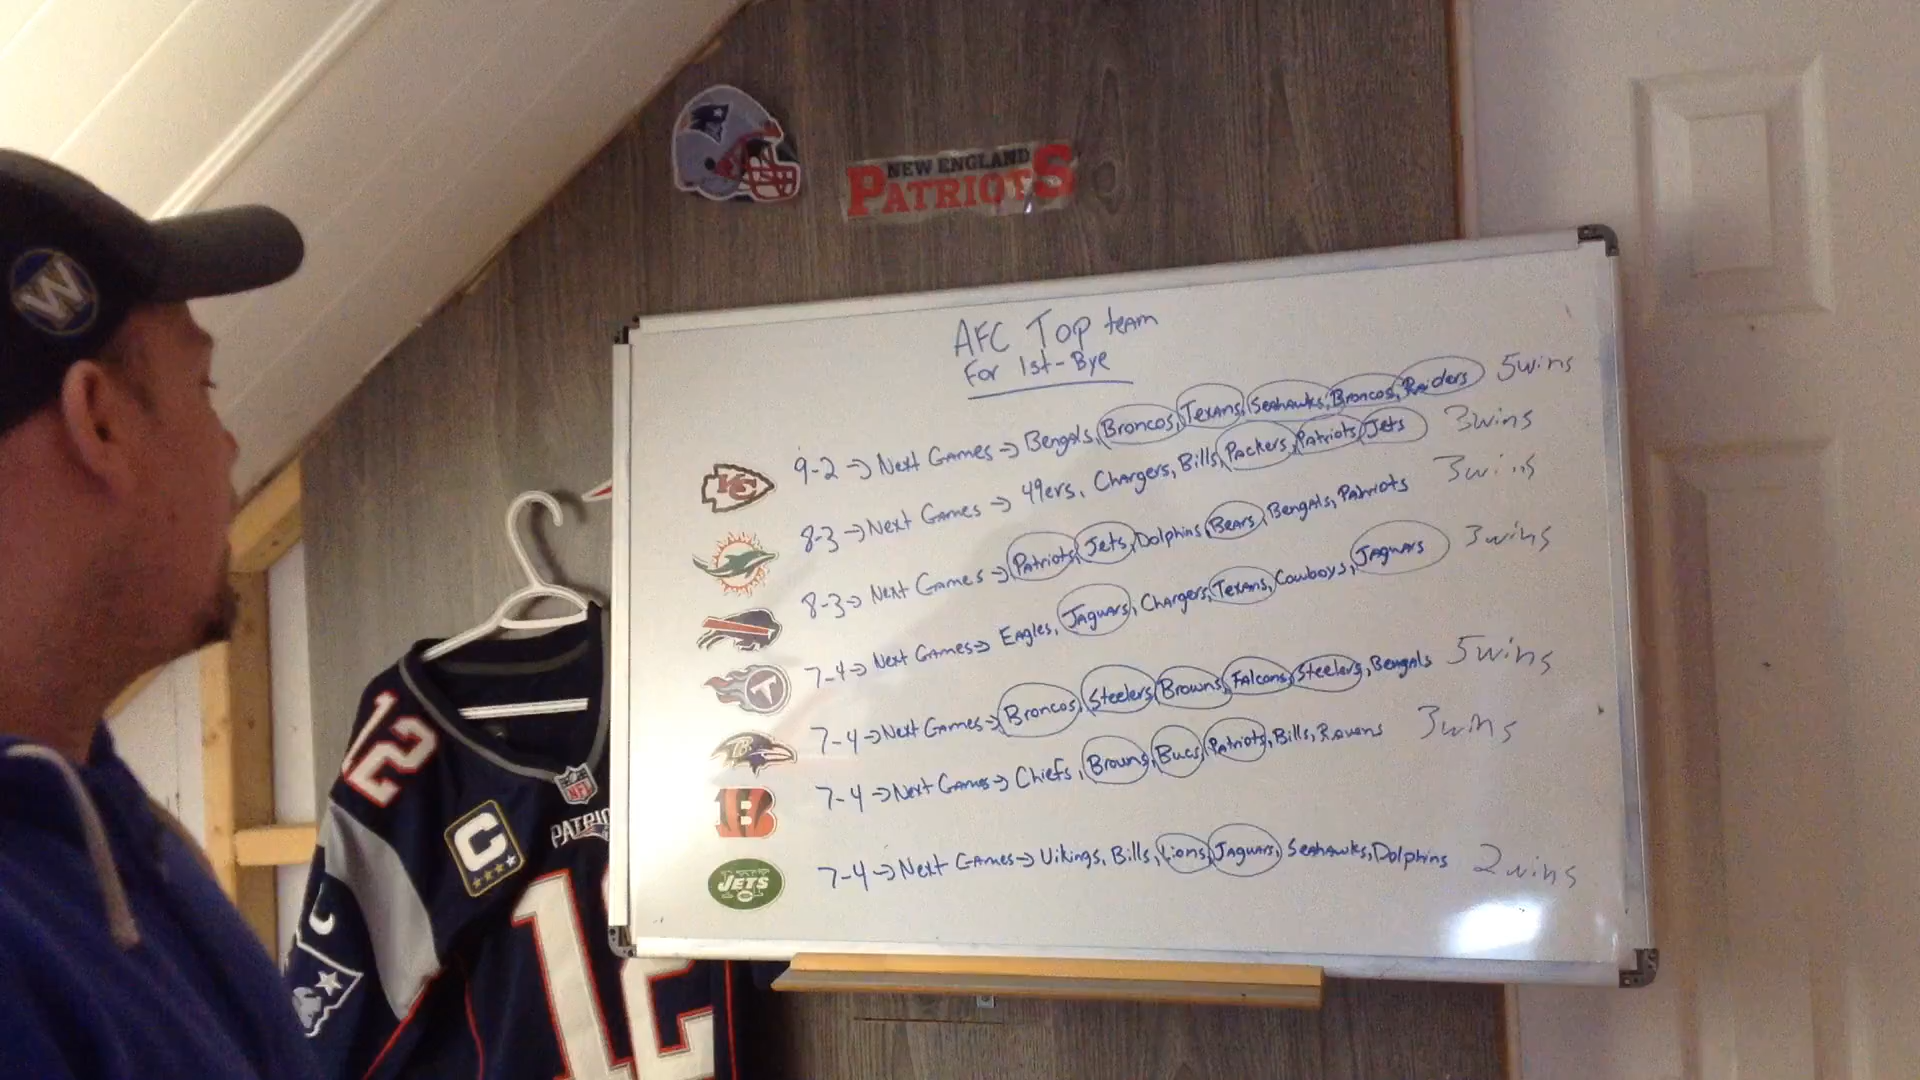 NEW ENGLAND
PATRIOTS
W
AFC Top team
For 1st-Bye
KC 9-2 → Next Games → Bengals, Broncos, Texans, Seahawks, Broncos, Raiders 5wins
8-3 → Next Games → 49ers, Chargers, Bills, Packers, Patriots, Jets 3wins
8-3 → Next Games → Patriots, Jets, Dolphins, Bears, Bengals, Patriots 3wins
T 7-4 → Next Games → Eagles, Jaguars, Chargers, Texans, Cowboys, Jaguars 3wins
7-4 → Next Games → Broncos, Steelers, Browns, Falcons, Steelers, Bengals 5wins
B 7-4 → Next Games → Chiefs, Browns, Bucs, Patriots, Bills, Ravens 3wins
JETS 7-4 → Next Games → Vikings, Bills, Lions, Jaguars, Seahawks, Dolphins 2wins
12
NFL
C
PATRIO
12